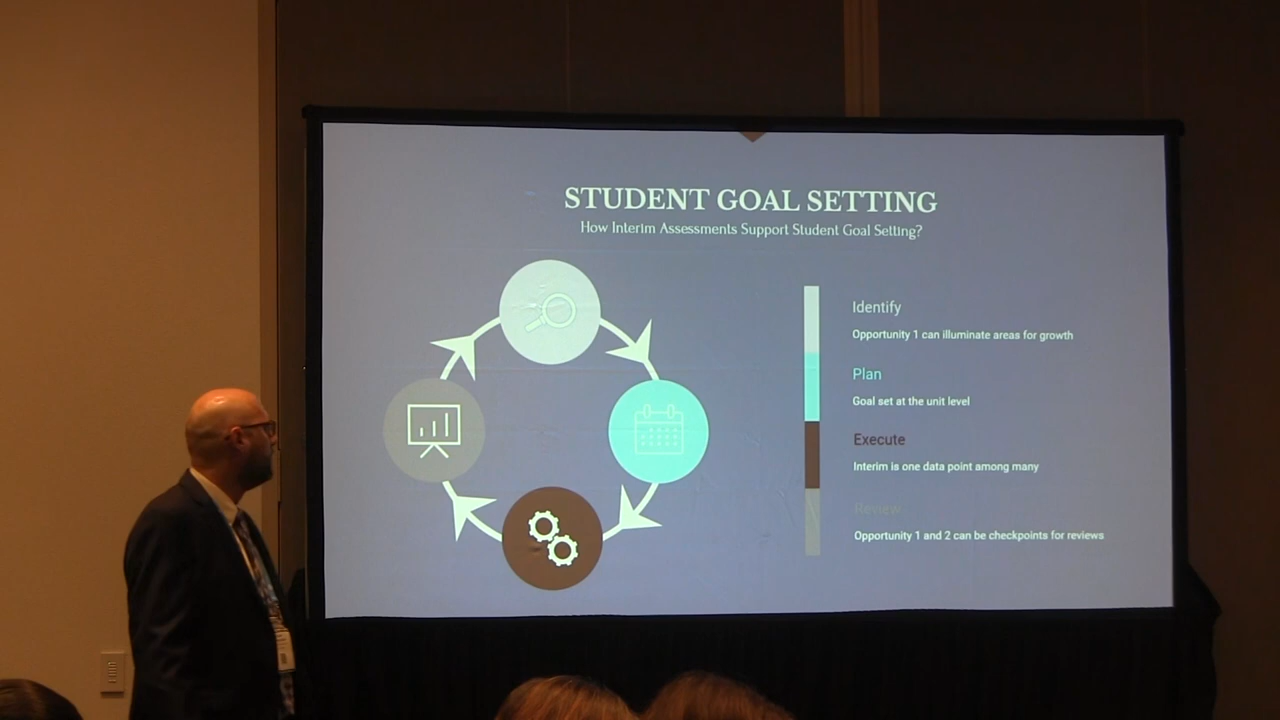 STUDENT GOAL SETTING
How Interim Assessments Support Student Goal Setting?
Identify
Opportunity 1 can illuminate areas for growth
Plan
Goal set at the unit level
Execute
Interim is one data point among many
Review
Opportunity 1 and 2 can be checkpoints for reviews